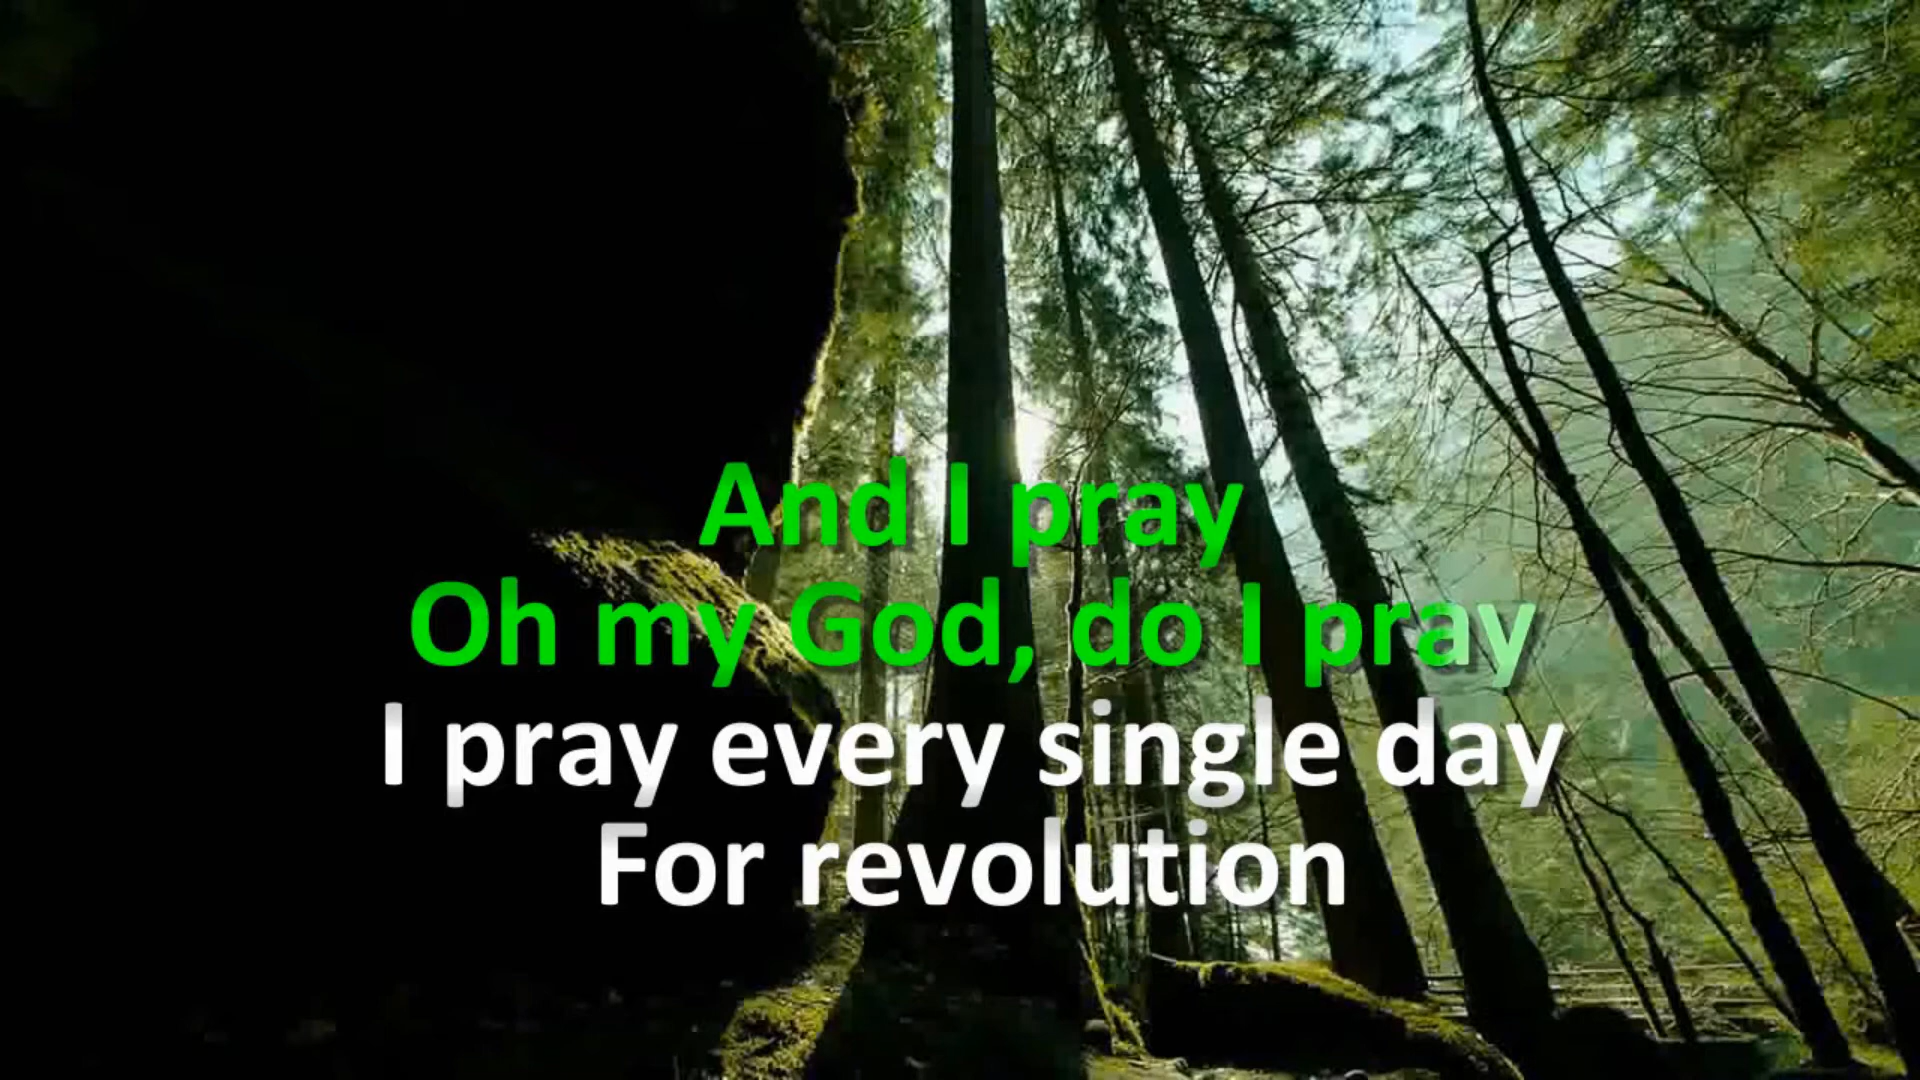 And I pray
Oh my God, do I pray
I pray every single day
For revolution